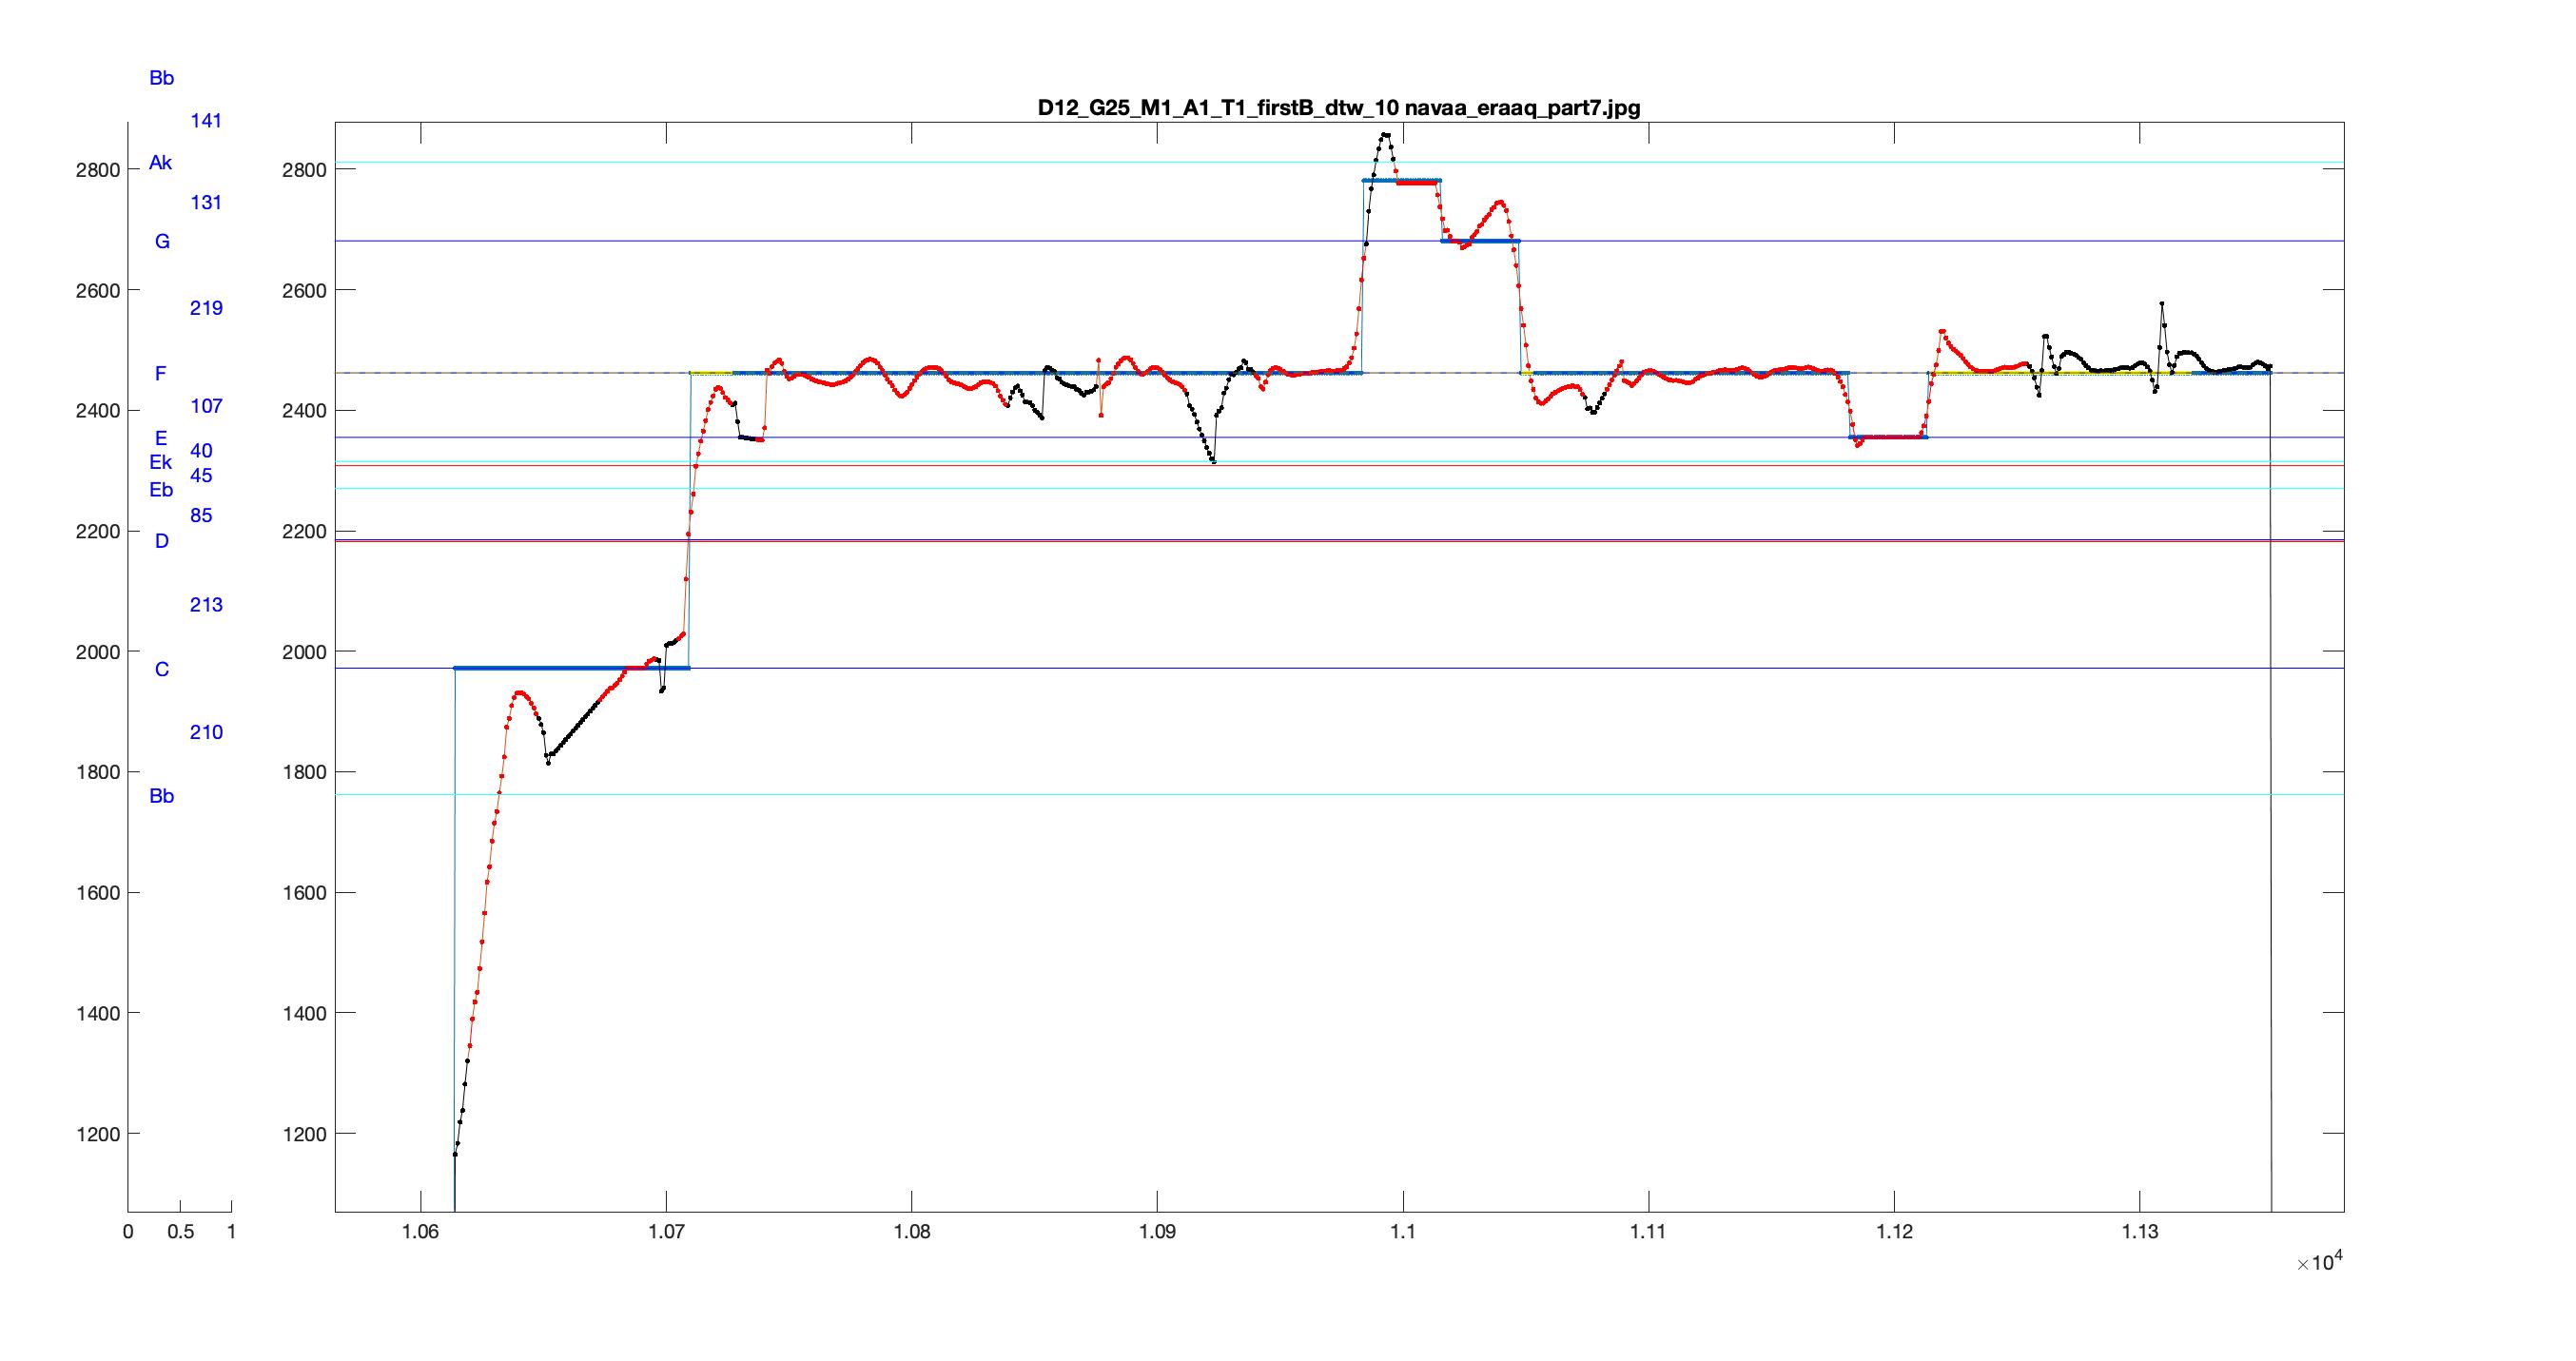 D12_G25_M1_A1_T1_firstB_dtw_10 navaa_eraaq_part7.jpg
Bb
141
Ak
131
G
219
F
107
E
40
Ek
45
Eb
85
D
213
C
210
Bb
2800
2600
2400
2200
2000
1800
1600
1400
1200
0 0.5 1
2800
2600
2400
2200
2000
1800
1600
1400
1200
1.06 1.07 1.08 1.09 1.1 1.11 1.12 1.13
×10⁴